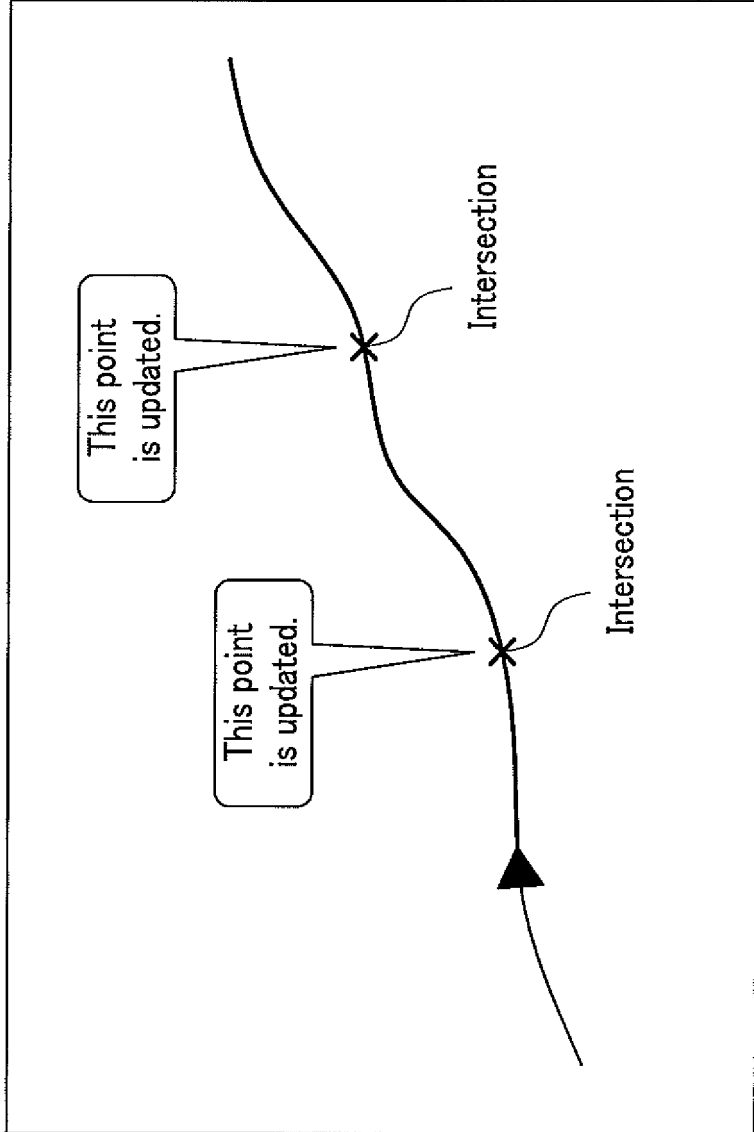 This point
is updated.
Intersection
This point
is updated.
Intersection